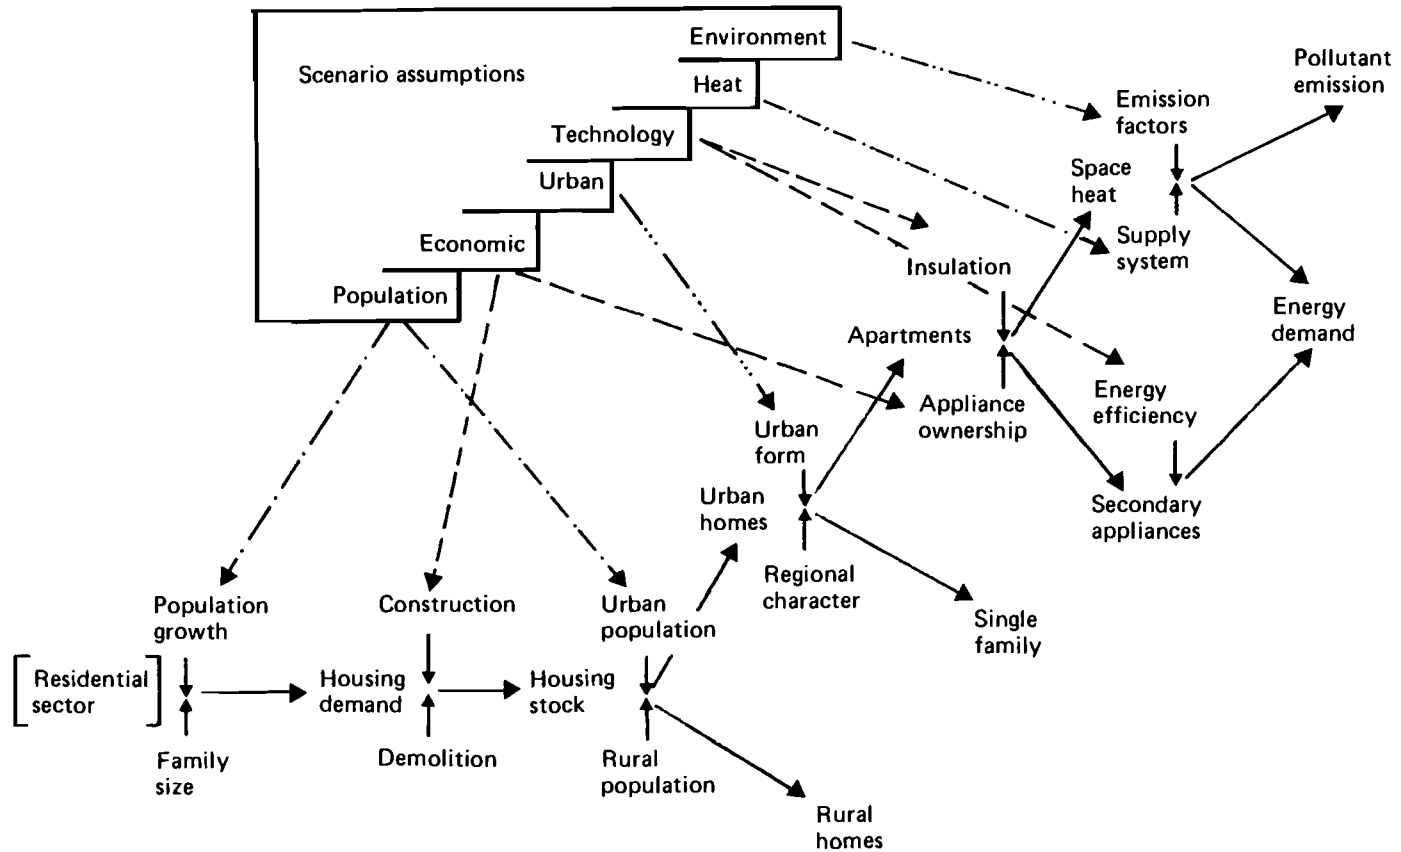 Environment
Scenario assumptions
Heat
Technology
Urban
Economic
Population
Pollutant
emission
Emission
factors
Space
heat
Supply
system
Insulation
Energy
demand
Apartments
Energy
efficiency
Appliance
ownership
Urban
form
Urban
homes
Secondary
appliances
Regional
character
Single
family
Population
growth
Construction
Urban
population
Residential
sector
Housing
demand
Housing
stock
Family
size
Demolition
Rural
population
Rural
homes